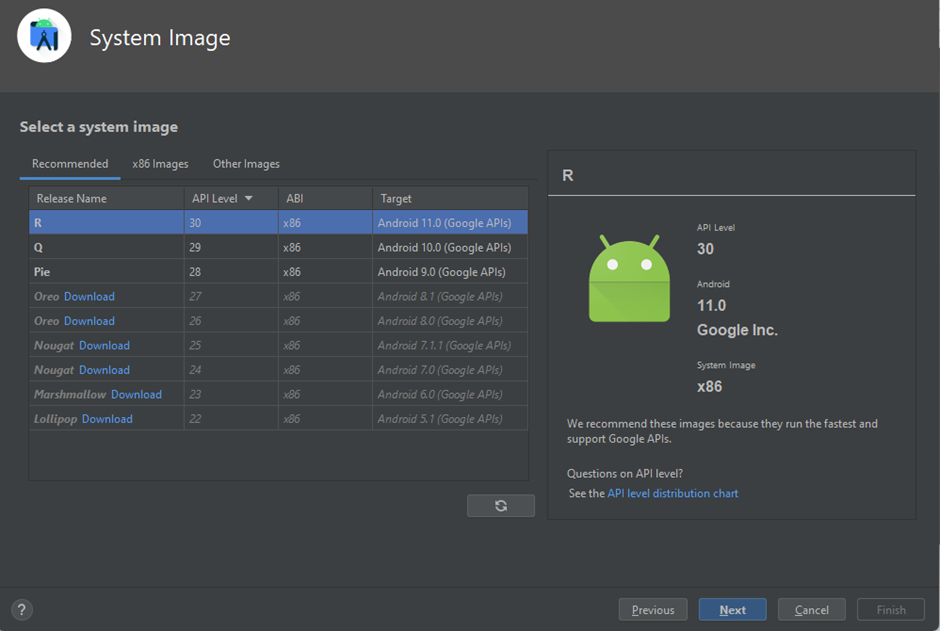 System Image
Select a system image
Recommended x86 Images Other Images
Release Name API Level ABI Target
R 30 x86 Android 11.0 (Google APIs)
Q 29 x86 Android 10.0 (Google APIs)
Pie 28 x86 Android 9.0 (Google APIs)
Oreo Download 27 x86 Android 8.1 (Google APIs)
Oreo Download 26 x86 Android 8.0 (Google APIs)
Nougat Download 25 x86 Android 7.1.1 (Google APIs)
Nougat Download 24 x86 Android 7.0 (Google APIs)
Marshmallow Download 23 x86 Android 6.0 (Google APIs)
Lollipop Download 22 x86 Android 5.1 (Google APIs)
R
API Level
30
Android
11.0
Google Inc.
System Image
x86
We recommend these images because they run the fastest and
support Google APIs.
Questions on API level?
See the API level distribution chart
? Previous Next Cancel Finish